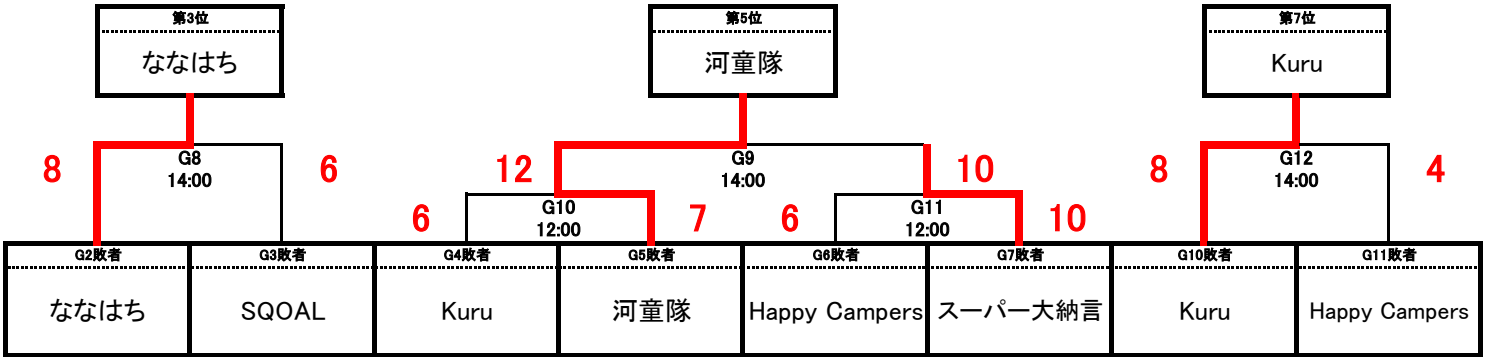 第3位
ななはち
第5位
河童隊
第7位
Kuru
8
G8
14:00
6
12
G9
14:00
10
8
G12
14:00
4
6
G10
12:00
7
6
G11
12:00
10
G2敗者
G3敗者
G4敗者
G5敗者
G6敗者
G7敗者
G10敗者
G11敗者
ななはち
SQOAL
Kuru
河童隊
Happy Campers
スーパー大納言
Kuru
Happy Campers